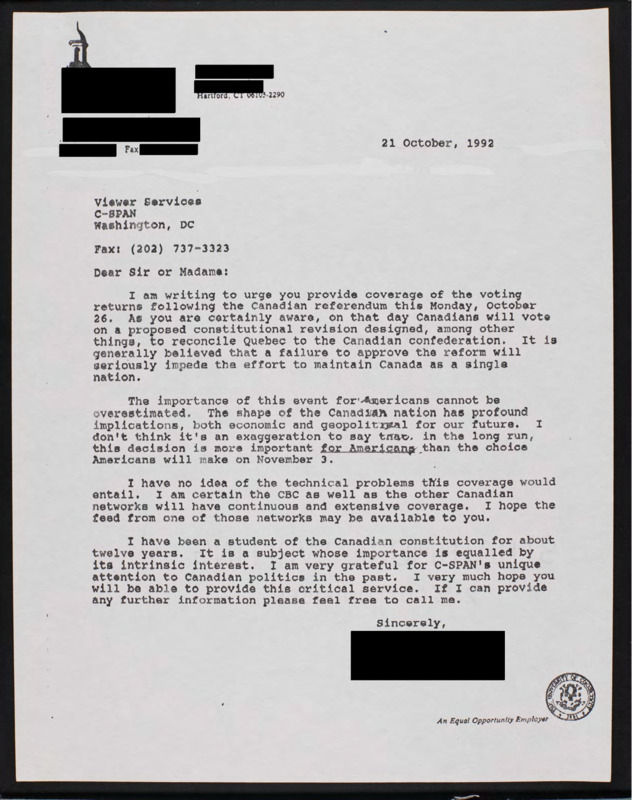 Hartford, CT 06105-2290
Fax
21 October, 1992
Viewer Services
C-SPAN
Washington, DC
Fax: (202) 737-3323
Dear Sir or Madame:
I am writing to urge you provide coverage of the voting
returns following the Canadian referendum this Monday, October
26. As you are certainly aware, on that day Canadians will vote
on a proposed constitutional revision designed, among other
things, to reconcile Quebec to the Canadian confederation. It is
generally believed that a failure to approve the reform will
seriously impede the effort to maintain Canada as a single
nation.
The importance of this event for Americans cannot be
overestimated. The shape of the Canadian nation has profound
implications, both economic and geopolitical for our future. I
don't think it's an exaggeration to say that, in the long run,
this decision is more important for Americans than the choice
Americans will make on November 3.
I have no idea of the technical problems this coverage would
entail. I am certain the CBC as well as the other Canadian
networks will have continuous and extensive coverage. I hope the
feed from one of those networks may be available to you.
I have been a student of the Canadian constitution for about
twelve years. It is a subject whose importance is equalled by
its intrinsic interest. I am very grateful for C-SPAN's unique
attention to Canadian politics in the past. I very much hope you
will be able to provide this critical service. If I can provide
any further information please feel free to call me.
Sincerely,
An Equal Opportunity Employer